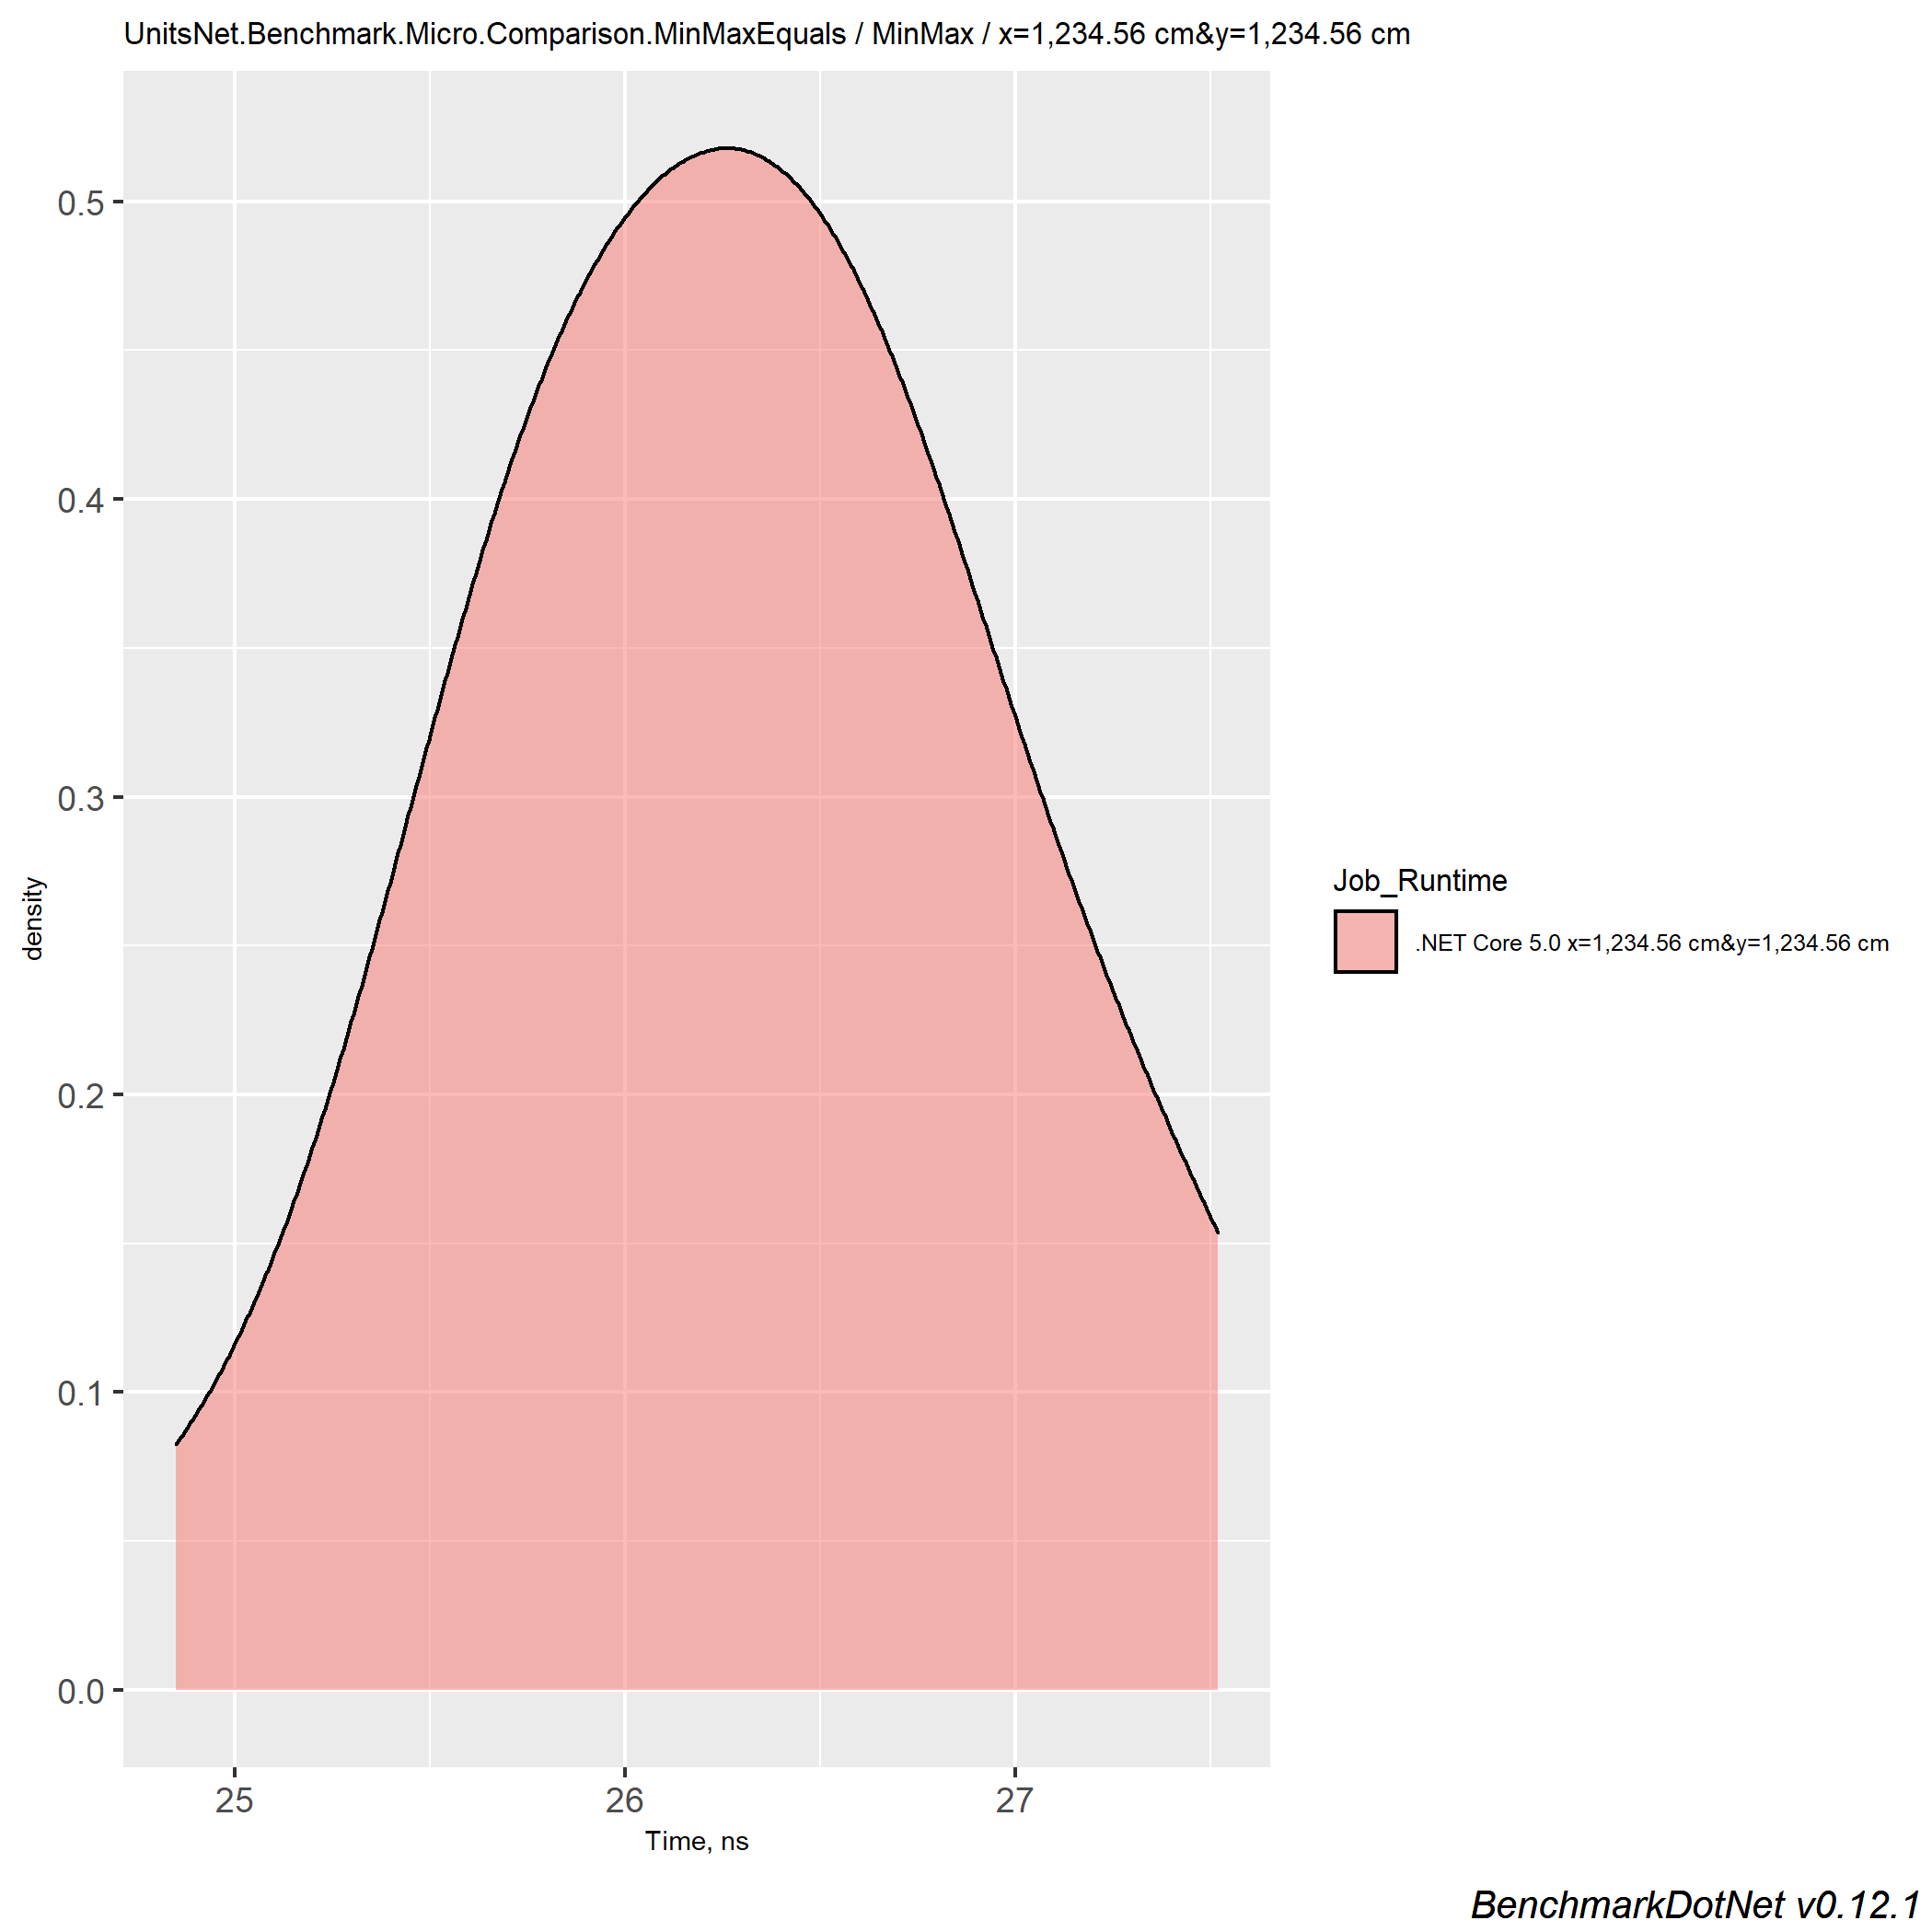 UnitsNet.Benchmark.Micro.Comparison.MinMaxEquals / MinMax / x=1,234.56 cm&y=1,234.56 cm
density
0.5
0.4
0.3
0.2
0.1
0.0
25 26 27
Time, ns
Job_Runtime
.NET Core 5.0 x=1,234.56 cm&y=1,234.56 cm
BenchmarkDotNet v0.12.1